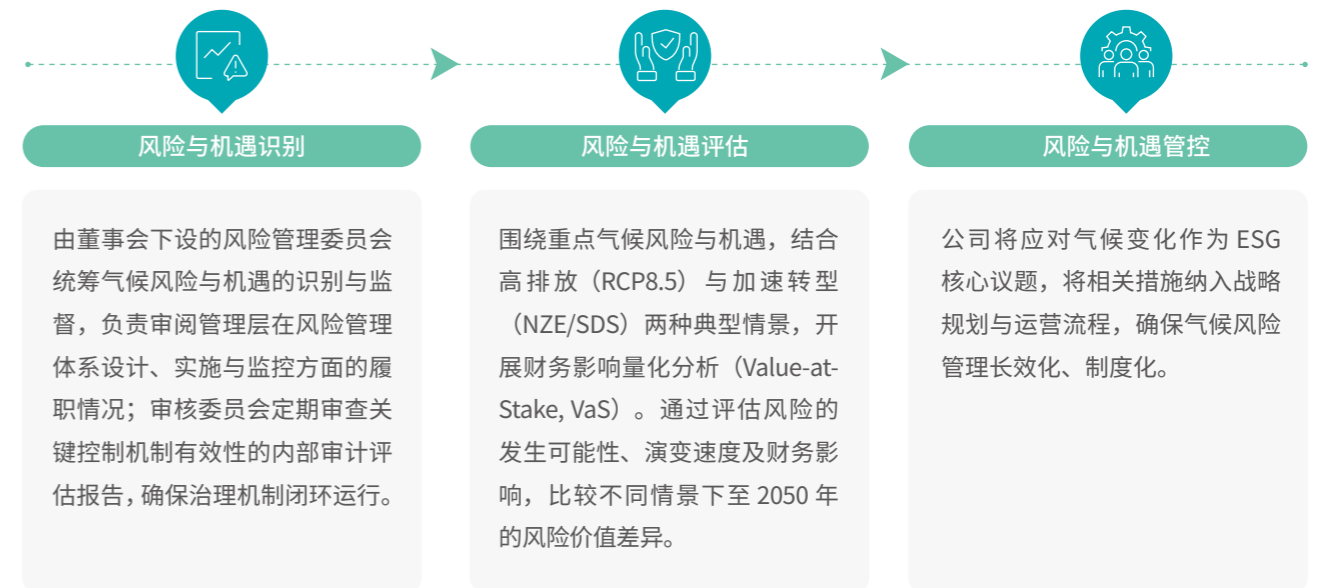 风险与机遇识别
由董事会下设的风险管理委员会
统筹气候风险与机遇的识别与监
督，负责审阅管理层在风险管理
体系设计、实施与监控方面的履
职情况；审核委员会定期审查关
键控制机制有效性的内部审计评
估报告，确保治理机制闭环运行。
风险与机遇评估
围绕重点气候风险与机遇，结合
高排放（RCP8.5）与加速转型
（NZE/SDS）两种典型情景，开
展财务影响量化分析（Value-at-
Stake, VaS）。通过评估风险的
发生可能性、演变速度及财务影
响，比较不同情景下至 2050 年
的风险价值差异。
风险与机遇管控
公司将应对气候变化作为 ESG
核心议题，将相关措施纳入战略
规划与运营流程，确保气候风险
管理长效化、制度化。